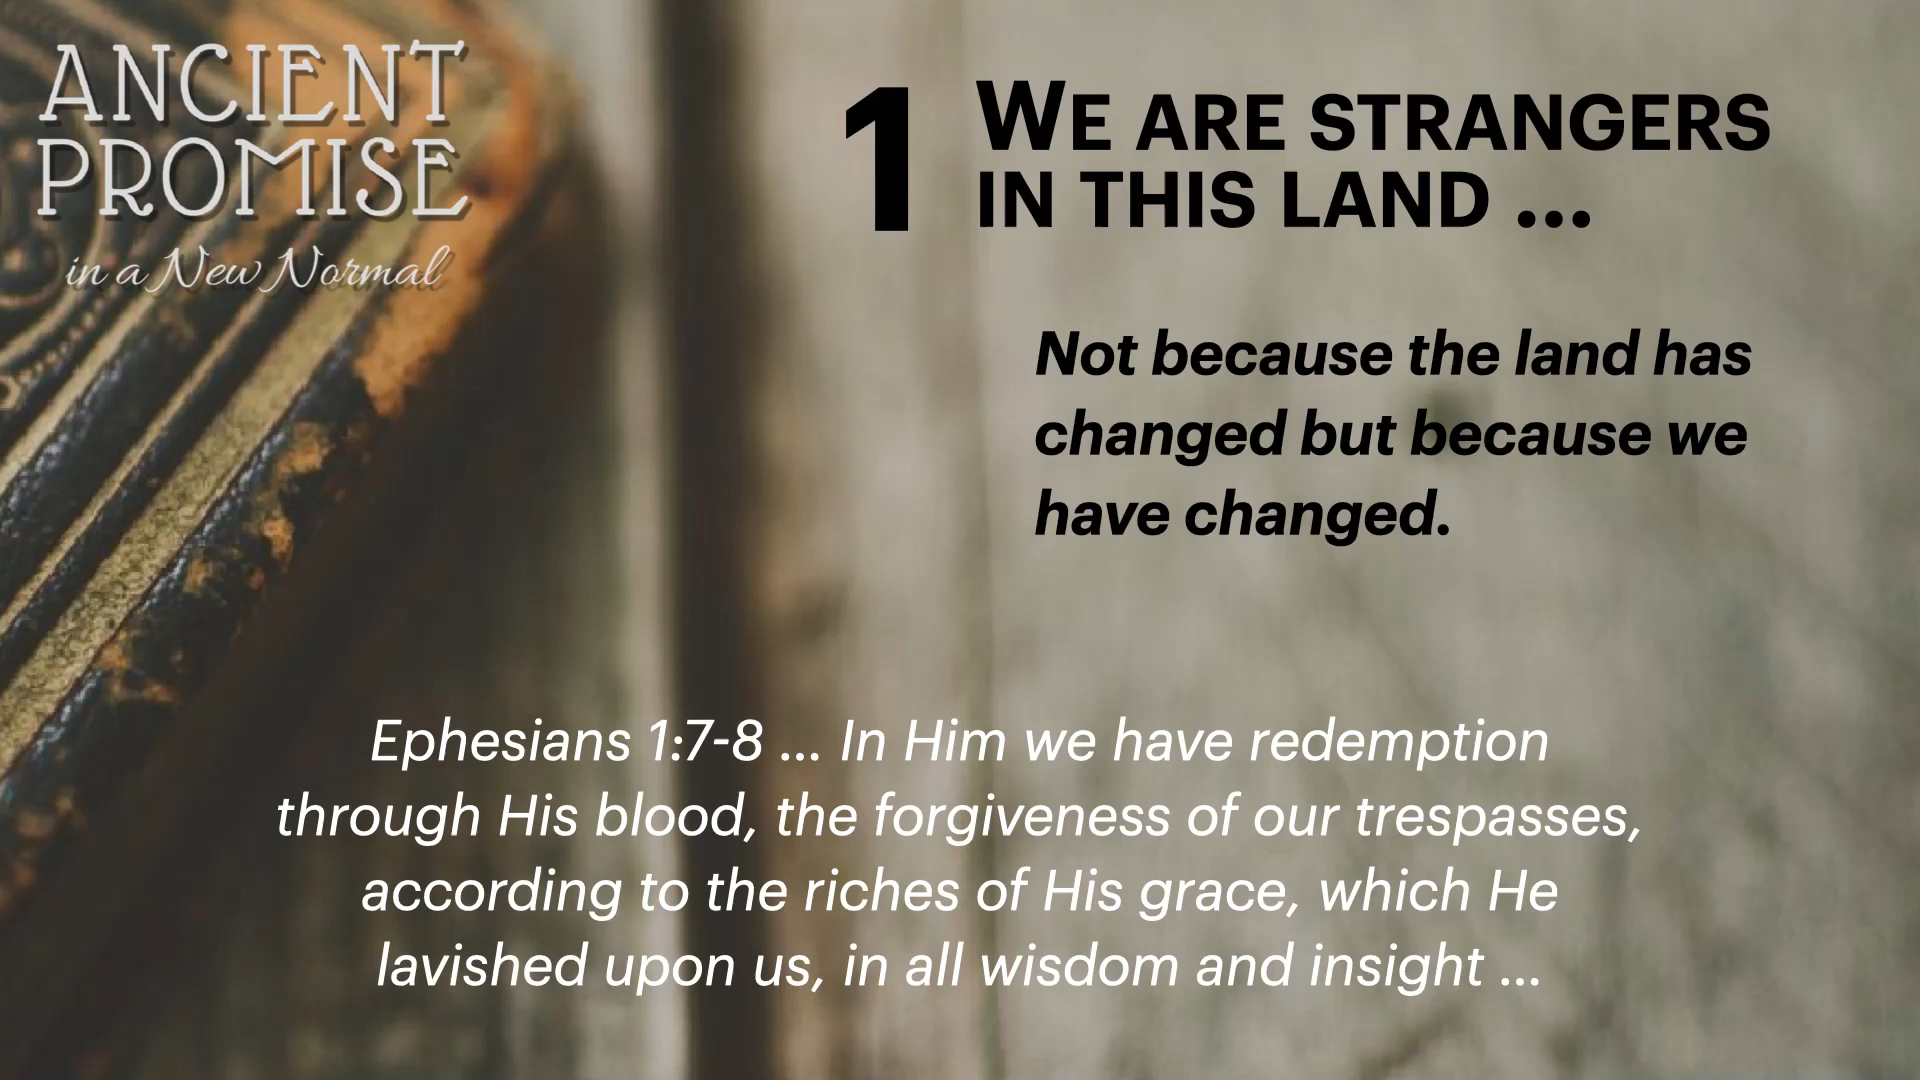 ANCIENT
PROMISE
in a New Normal
1 WE ARE STRANGERS
IN THIS LAND ...
Not because the land has
changed but because we
have changed.
Ephesians 1:7-8 ... In Him we have redemption
through His blood, the forgiveness of our trespasses,
according to the riches of His grace, which He
lavished upon us, in all wisdom and insight ...